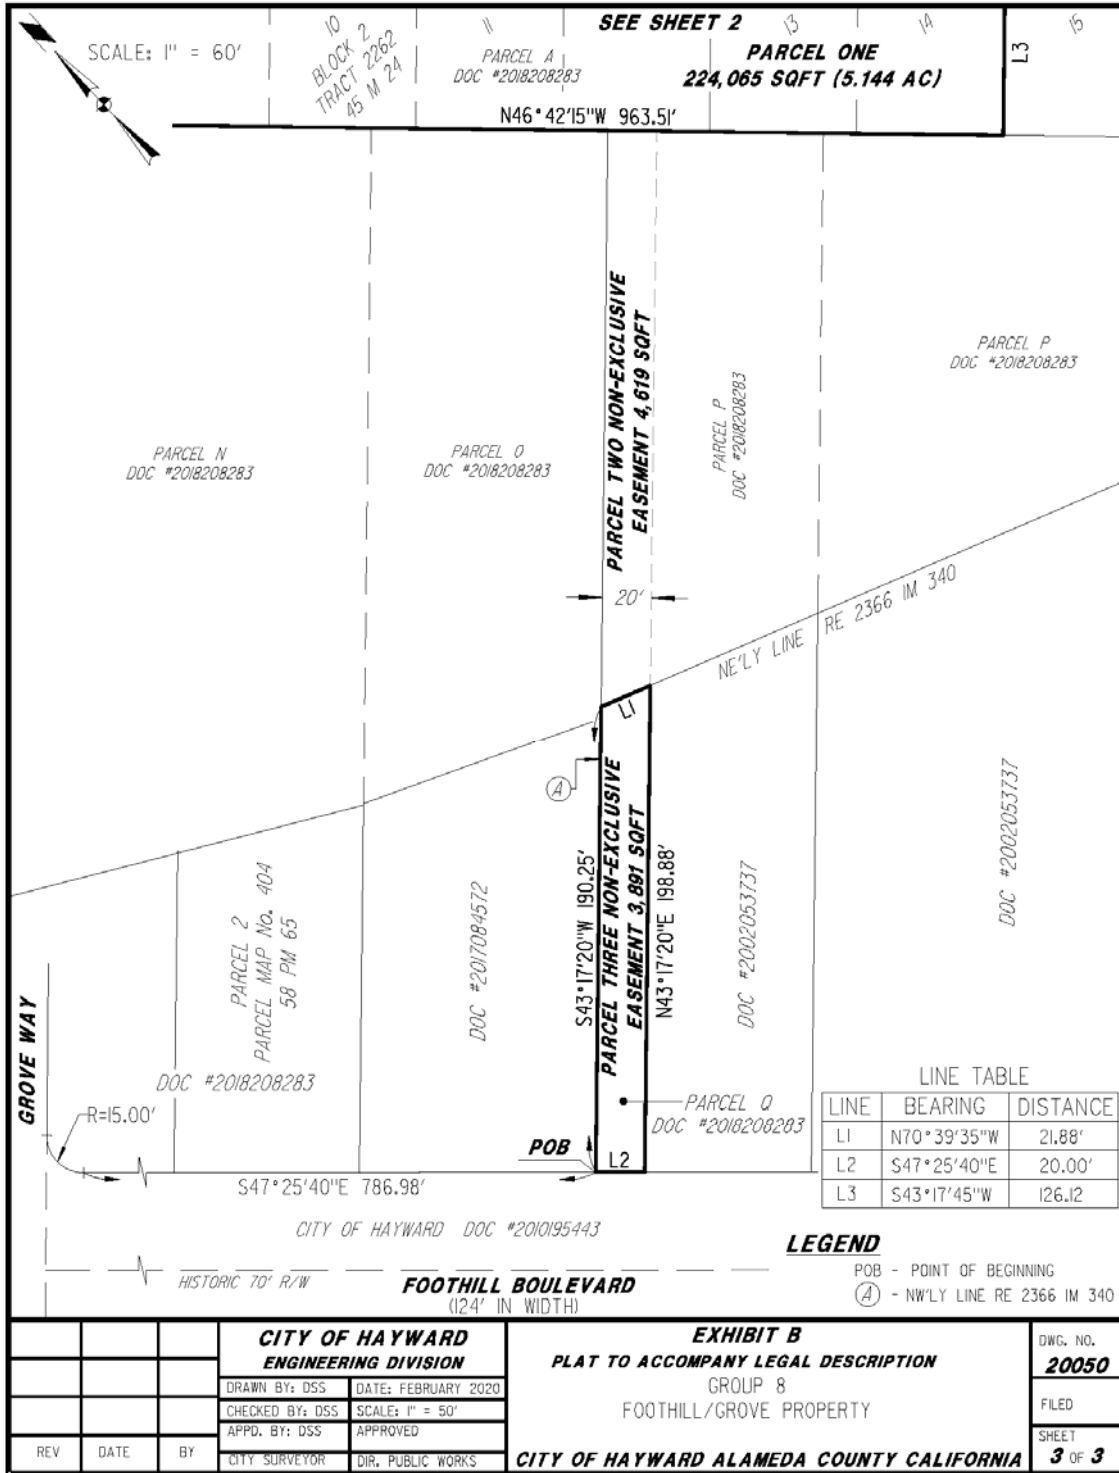 SCALE: 1" = 60'
10
BLOCK 2
TRACT 2262
45 M 24
11
PARCEL A
DOC #2018208283
SEE SHEET 2
13
14
15
PARCEL ONE
224,065 SQFT (5.144 AC)
L3
N46°42'15"W 963.51'
PARCEL N
DOC #2018208283
PARCEL O
DOC #2018208283
PARCEL TWO NON-EXCLUSIVE
EASEMENT 4,619 SQFT
PARCEL P
DOC #2018208283
PARCEL P
DOC #2018208283
20'
NE'LY LINE RE 2366 IM 340
L1
A
S43°17'20"W 190.25'
PARCEL THREE NON-EXCLUSIVE
EASEMENT 3,891 SQFT
N43°17'20"E 198.88'
DOC #2002053737
DOC #2002053737
PARCEL 2
PARCEL MAP No. 404
58 PM 65
DOC #2017084572
GROVE WAY
DOC #2018208283
R=15.00'
PARCEL Q
DOC #2018208283
POB
L2
S47°25'40"E 786.98'
LINE TABLE
LINE BEARING DISTANCE
L1 N70°39'35"W 21.88'
L2 S47°25'40"E 20.00'
L3 S43°17'45"W 126.12
CITY OF HAYWARD DOC #2010195443
HISTORIC 70' R/W
FOOTHILL BOULEVARD
(124' IN WIDTH)
LEGEND
POB - POINT OF BEGINNING
A - NW'LY LINE RE 2366 IM 340
REV DATE BY
CITY OF HAYWARD
ENGINEERING DIVISION
DRAWN BY: DSS DATE: FEBRUARY 2020
CHECKED BY: DSS SCALE: 1" = 50'
APPD. BY: DSS APPROVED
CITY SURVEYOR DIR. PUBLIC WORKS
EXHIBIT B
PLAT TO ACCOMPANY LEGAL DESCRIPTION
GROUP 8
FOOTHILL/GROVE PROPERTY
CITY OF HAYWARD ALAMEDA COUNTY CALIFORNIA
DWG. NO.
20050
FILED
SHEET
3 OF 3